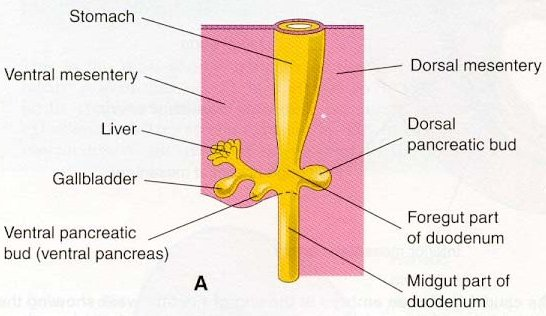 Stomach
Ventral mesentery
Liver
Gallbladder
Ventral pancreatic
bud (ventral pancreas)
A
Dorsal mesentery
Dorsal
pancreatic bud
Foregut part
of duodenum
Midgut part of
duodenum